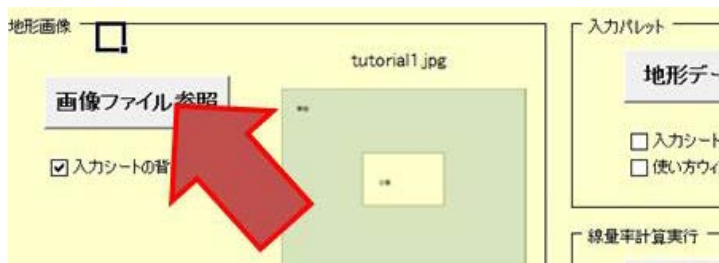 地形画像
tutorial1.jpg
画像ファイル参照
入力シートの背
入力パレット
地形デー
入力シート
使い方ウィ
線量率計算実行